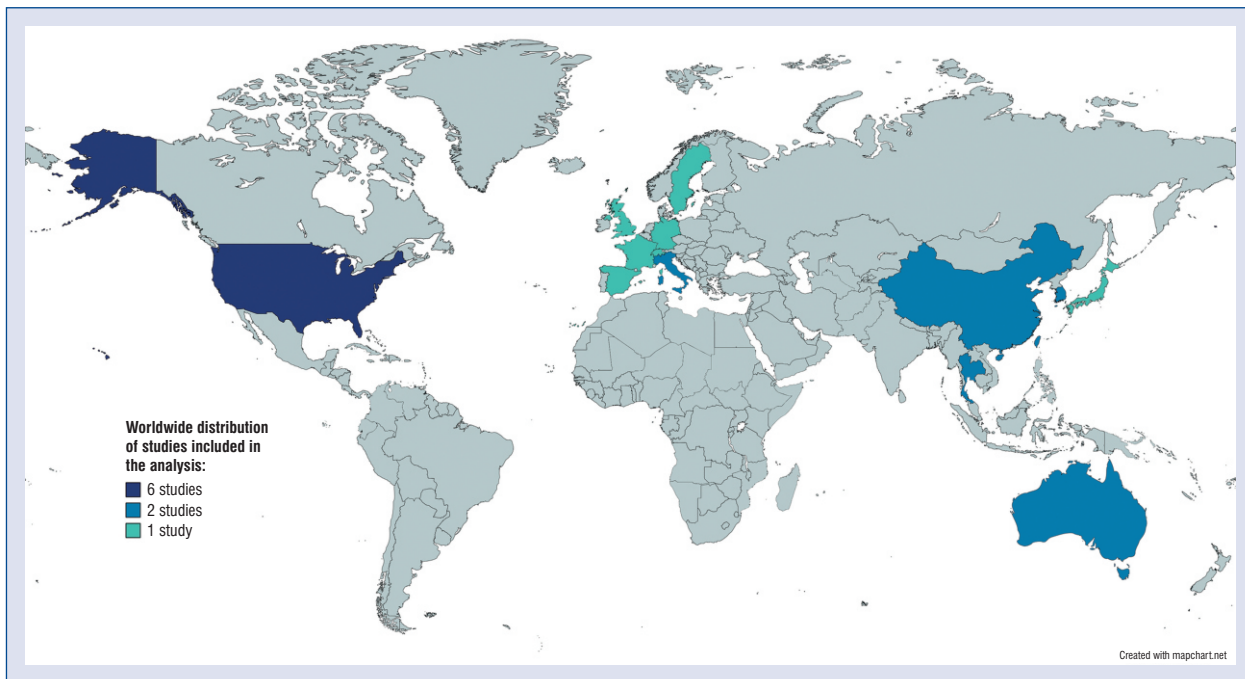 Worldwide distribution
of studies included in
the analysis:
6 studies
2 studies
1 study
Created with mapchart.net